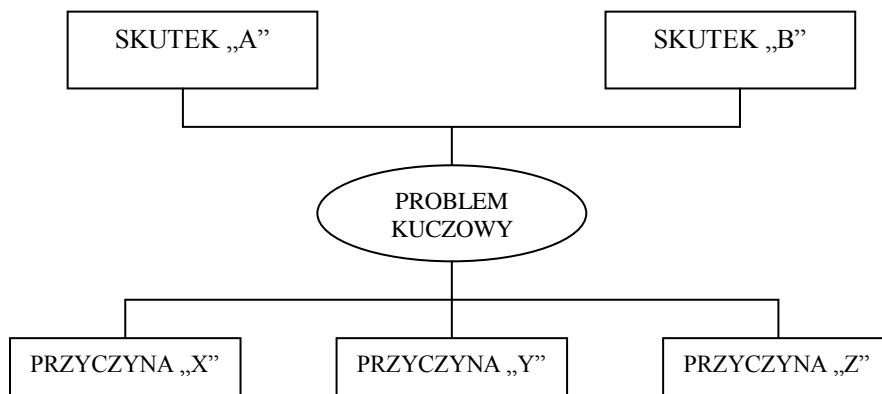 SKUTEK „A”
SKUTEK „B”
PROBLEM
KUCZOWY
PRZYCZYNA „X”
PRZYCZYNA „Y”
PRZYCZYNA „Z”